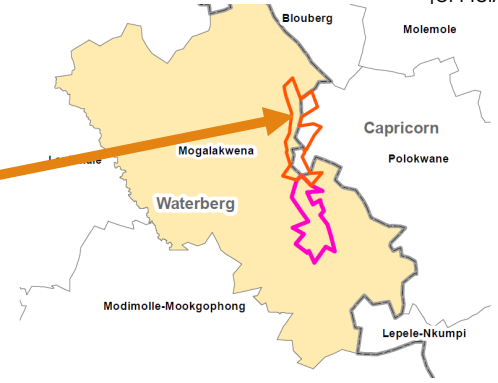 Blouberg
Molemole
Capricorn
Mogalakwena
Polokwane
Waterberg
Modimolle-Mookgophong
Lepele-Nkumpi